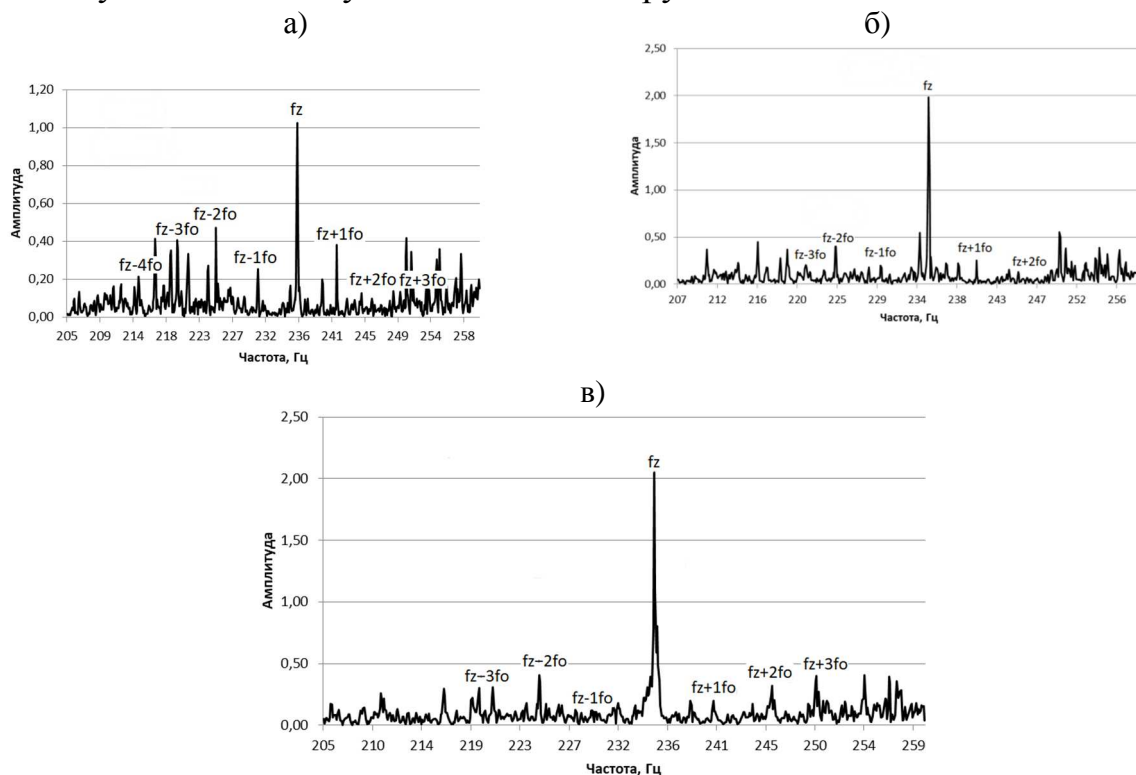 а)
1,20
1,00
0,80
0,60
0,40
0,20
0,00
Амплитуда
fz
fz-4fo
fz-3fo
fz-2fo
fz-1fo
fz+1fo
fz+2fo
fz+3fo
205 209 214 218 223 227 232 236 241 245 249 254 258
Частота, Гц
б)
2,50
2,00
1,50
1,00
0,50
0,00
Амплитуда
fz
fz-3fo
fz-2fo
fz-1fo
fz+1fo
fz+2fo
207 212 216 220 225 229 234 238 243 247 252 256
Частота, Гц
в)
2,50
2,00
1,50
1,00
0,50
0,00
Амплитуда
fz
fz−3fo
fz−2fo
fz-1fo
fz+1fo
fz+2fo
fz+3fo
205 210 214 219 223 227 232 236 241 245 250 254 259
Частота, Гц